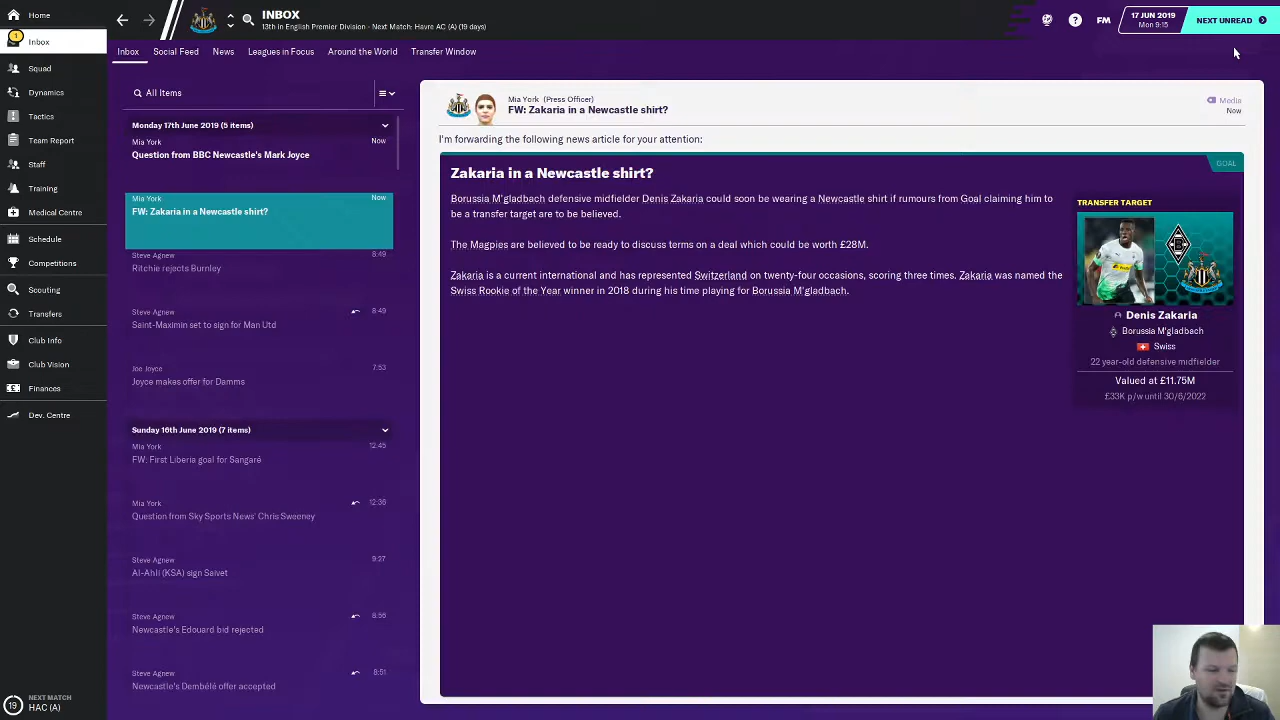 Home
INBOX
13th in English Premier Division - Next Match: Havre AC (A) (19 days)
?
FM
17 JUN 2019
Mon 9:15
NEXT UNREAD
1
Inbox
Squad
Dynamics
Tactics
Team Report
Staff
Training
Medical Centre
Schedule
Competitions
Scouting
Transfers
Club Info
Club Vision
Finances
Dev. Centre
19
NEXT MATCH
HAC (A)
Inbox
Social Feed
News
Leagues in Focus
Around the World
Transfer Window
All Items
Monday 17th June 2019 (5 items)
Mia York
Now
Question from BBC Newcastle's Mark Joyce
Mia York
Now
FW: Zakaria in a Newcastle shirt?
Steve Agnew
8:49
Ritchie rejects Burnley
Steve Agnew
8:49
Saint-Maximin set to sign for Man Utd
Joe Joyce
7:53
Joyce makes offer for Damms
Sunday 16th June 2019 (7 items)
Mia York
12:45
FW: First Liberia goal for Sangaré
Mia York
12:36
Question from Sky Sports News' Chris Sweeney
Steve Agnew
9:27
Al-Ahli (KSA) sign Saivet
Steve Agnew
8:56
Newcastle's Edouard bid rejected
Steve Agnew
8:51
Newcastle's Dembélé offer accepted
Mia York (Press Officer)
FW: Zakaria in a Newcastle shirt?
Media
Now
I'm forwarding the following news article for your attention:
GOAL
Zakaria in a Newcastle shirt?
Borussia M'gladbach defensive midfielder Denis Zakaria could soon be wearing a Newcastle shirt if rumours from Goal claiming him to
be a transfer target are to be believed.
The Magpies are believed to be ready to discuss terms on a deal which could be worth £28M.
Zakaria is a current international and has represented Switzerland on twenty-four occasions, scoring three times. Zakaria was named the
Swiss Rookie of the Year winner in 2018 during his time playing for Borussia M'gladbach.
TRANSFER TARGET
Denis Zakaria
Borussia M'gladbach
Swiss
22 year-old defensive midfielder
Valued at £11.75M
£33K p/w until 30/6/2022